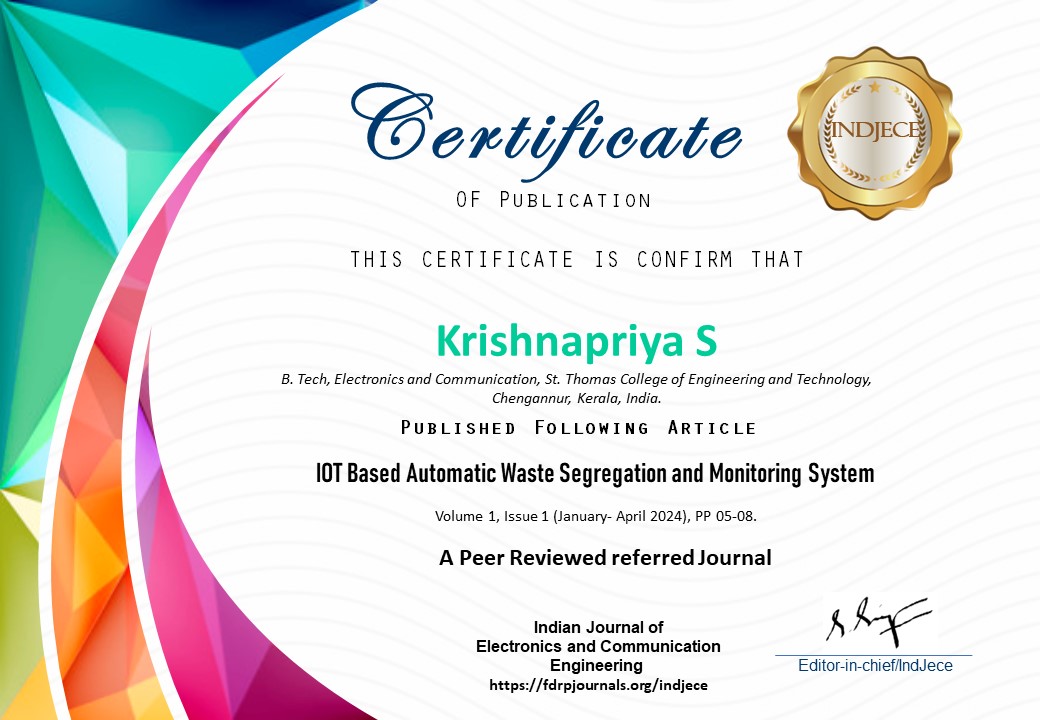 Certificate
OF PUBLICATION
INDJECE
THIS CERTIFICATE IS CONFIRM THAT
Krishnapriya S
B. Tech, Electronics and Communication, St. Thomas College of Engineering and Technology,
Chengannur, Kerala, India.
PUBLISHED FOLLOWING ARTICLE
IOT Based Automatic Waste Segregation and Monitoring System
Volume 1, Issue 1 (January- April 2024), PP 05-08.
A Peer Reviewed referred Journal
Indian Journal of
Electronics and Communication
Engineering
https://fdrpjournals.org/indjece
Editor-in-chief/IndJece